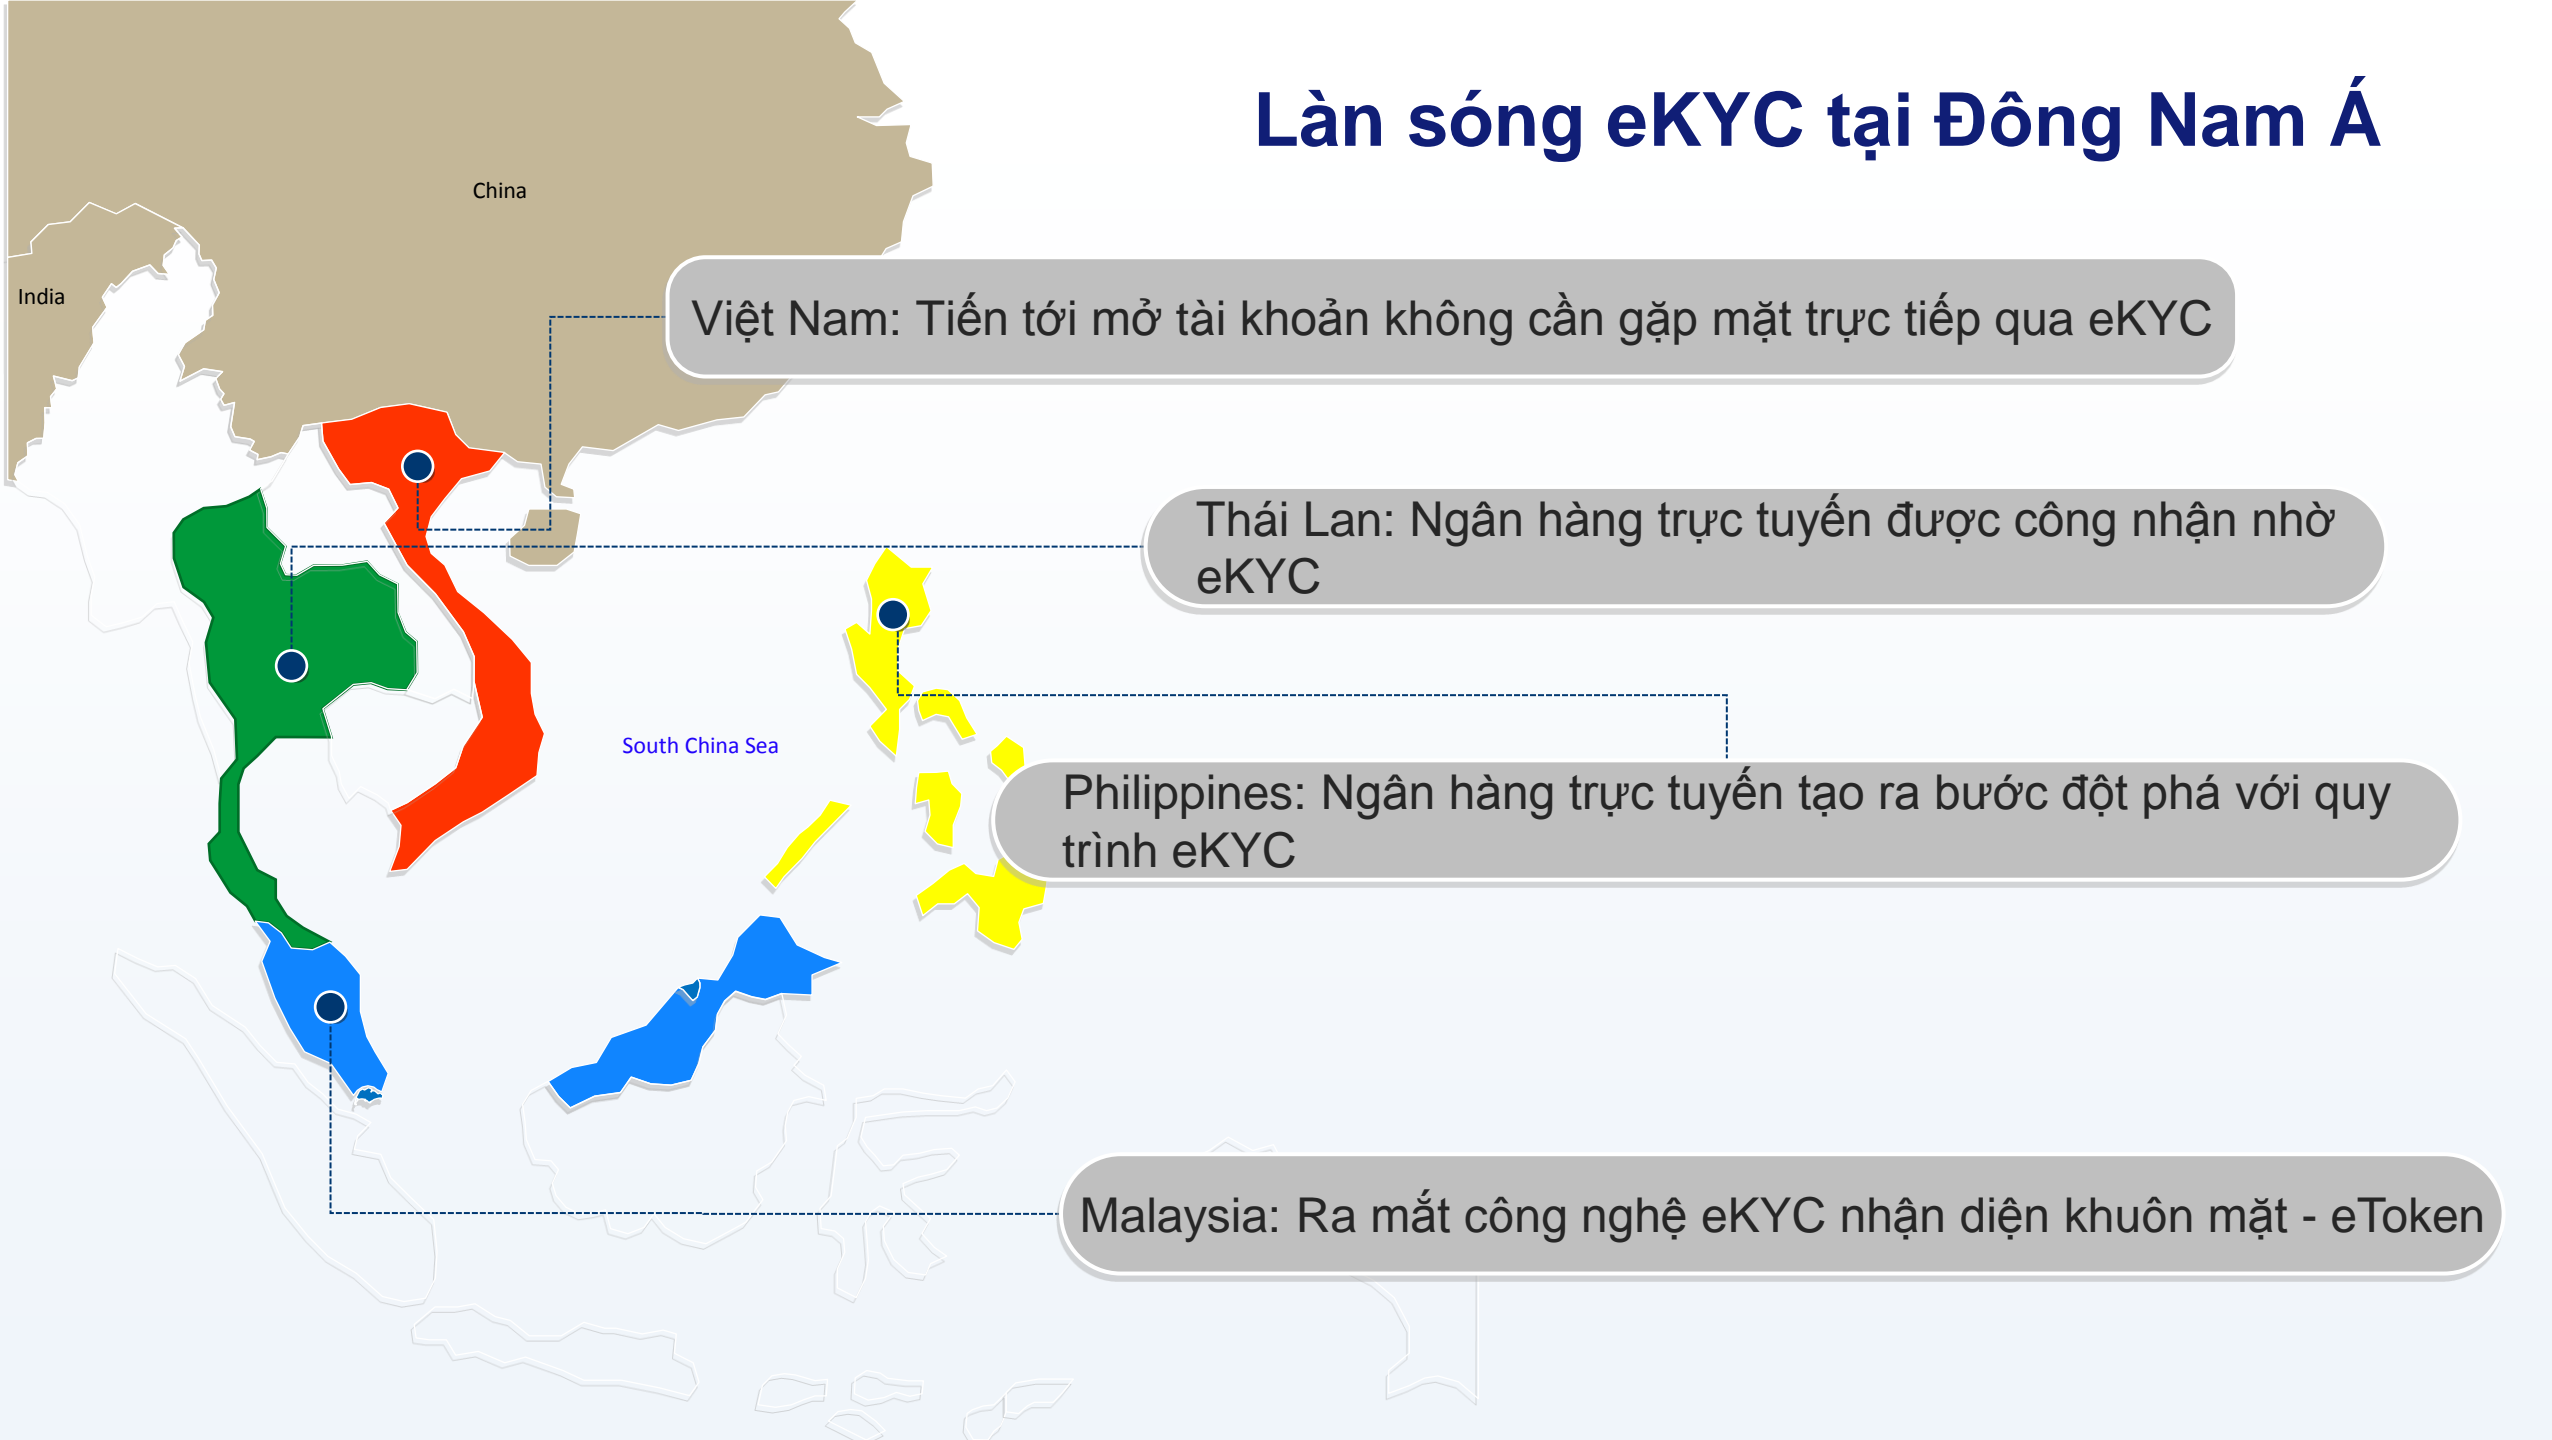 Làn sóng eKYC tại Đông Nam Á
China
India
Việt Nam: Tiến tới mở tài khoản không cần gặp mặt trực tiếp qua eKYC
Thái Lan: Ngân hàng trực tuyến được công nhận nhờ
eKYC
South China Sea
Philippines: Ngân hàng trực tuyến tạo ra bước đột phá với quy
trình eKYC
Malaysia: Ra mắt công nghệ eKYC nhận diện khuôn mặt - eToken